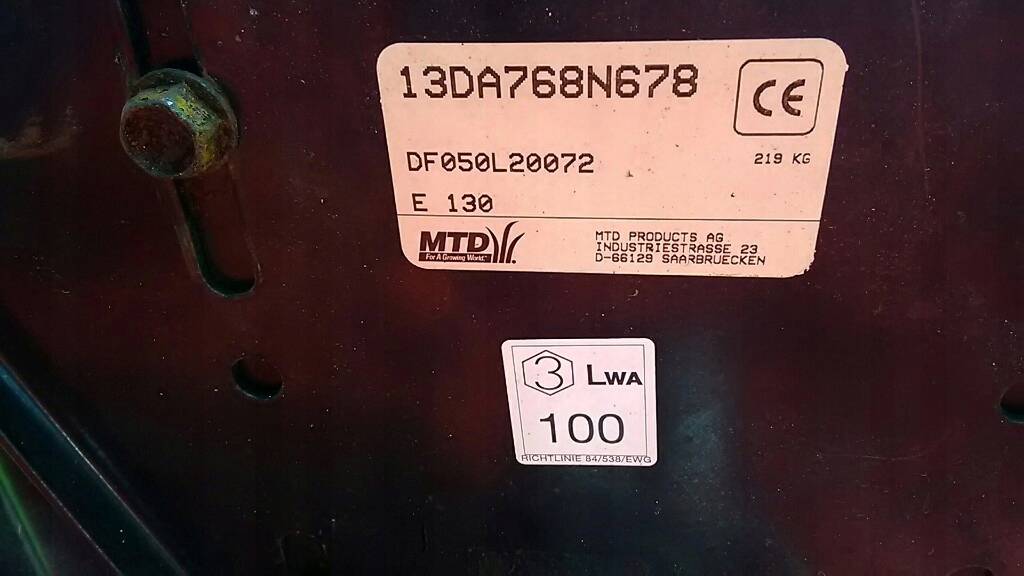 13DA768N678
CE
DF050L20072
219 KG
E 130
MTD
For A Growing World.™
MTD PRODUCTS AG
INDUSTRIESTRASSE 23
D-66129 SAARBRUECKEN
3 LWA
100
RICHTLINIE 84/538/EWG